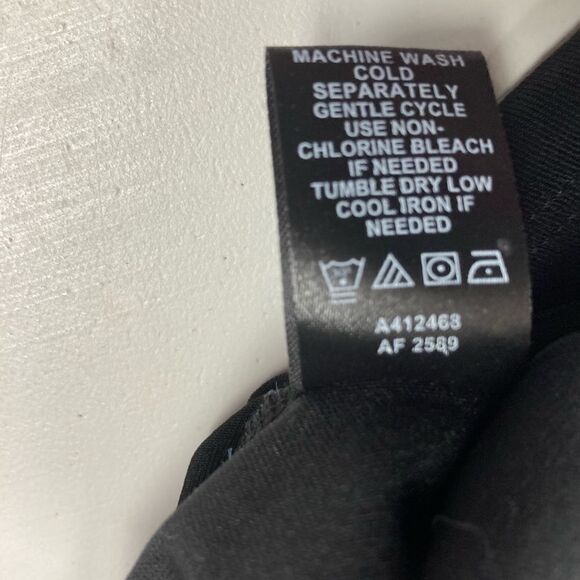 MACHINE WASH
COLD
SEPARATELY
GENTLE CYCLE
USE NON-
CHLORINE BLEACH
IF NEEDED
TUMBLE DRY LOW
COOL IRON IF
NEEDED
A412468
AF 2589